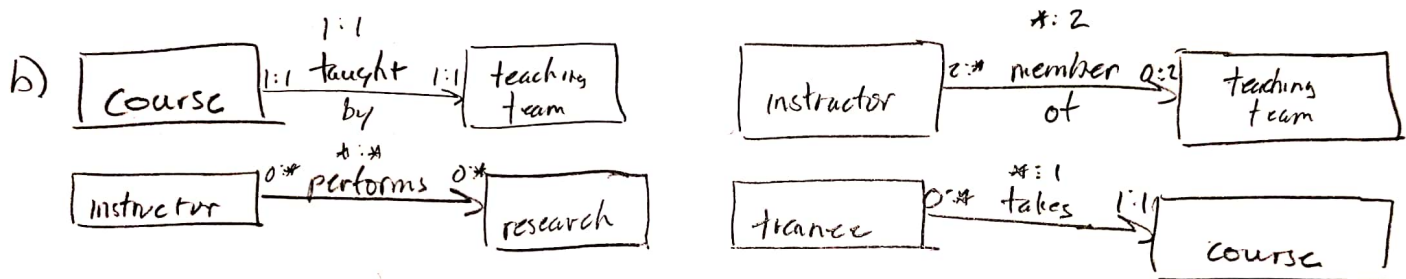 b)
1:1
course 1:1 taught by 1:1 teaching team
*:2
instructor 2:* member of 0:2 teaching team
*:*
instructor 0:* performs 0:* research
*:1
trainee 0:* takes 1:1 course